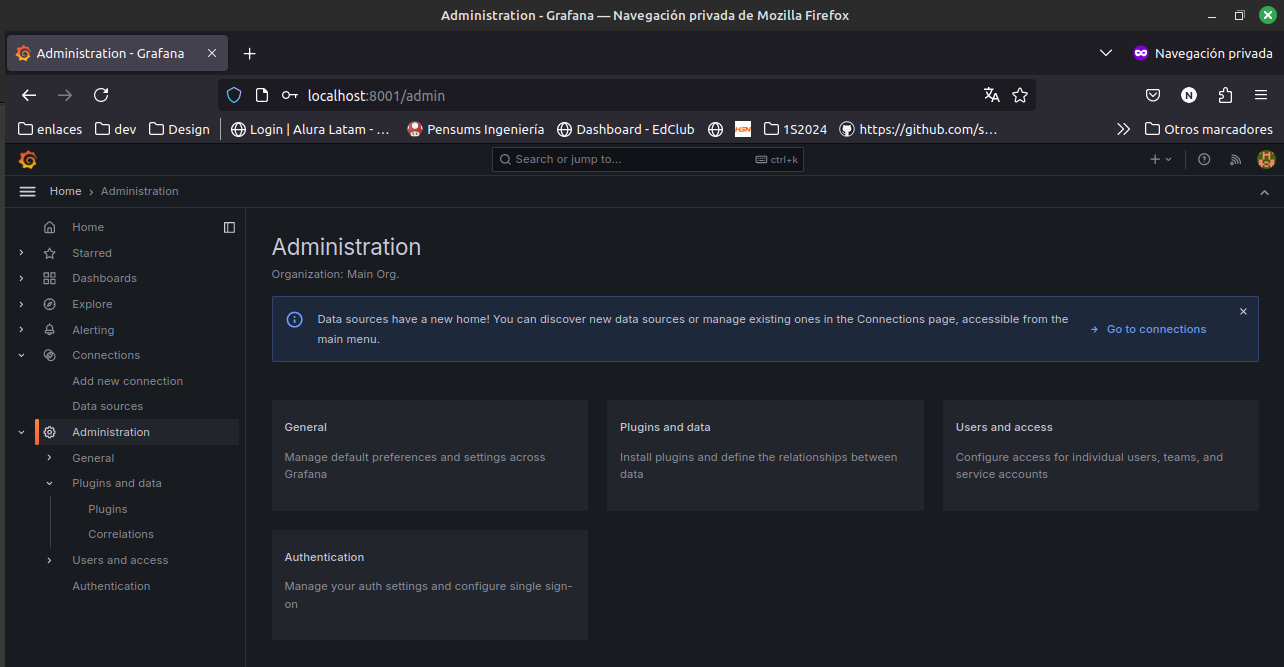 Administration - Grafana — Navegación privada de Mozilla Firefox
Administration - Grafana
Navegación privada
localhost:8001/admin
N
enlaces
dev
Design
Login | Alura Latam - ...
Pensums Ingeniería
Dashboard - EdClub
HSN
1S2024
https://github.com/s...
Otros marcadores
Search or jump to...
ctrl+k
Home
Administration
Home
Starred
Dashboards
Explore
Alerting
Connections
Add new connection
Data sources
Administration
General
Plugins and data
Plugins
Correlations
Users and access
Authentication
Administration
Organization: Main Org.
Data sources have a new home! You can discover new data sources or manage existing ones in the Connections page, accessible from the
main menu.
Go to connections
General
Manage default preferences and settings across
Grafana
Plugins and data
Install plugins and define the relationships between
data
Users and access
Configure access for individual users, teams, and
service accounts
Authentication
Manage your auth settings and configure single sign-
on